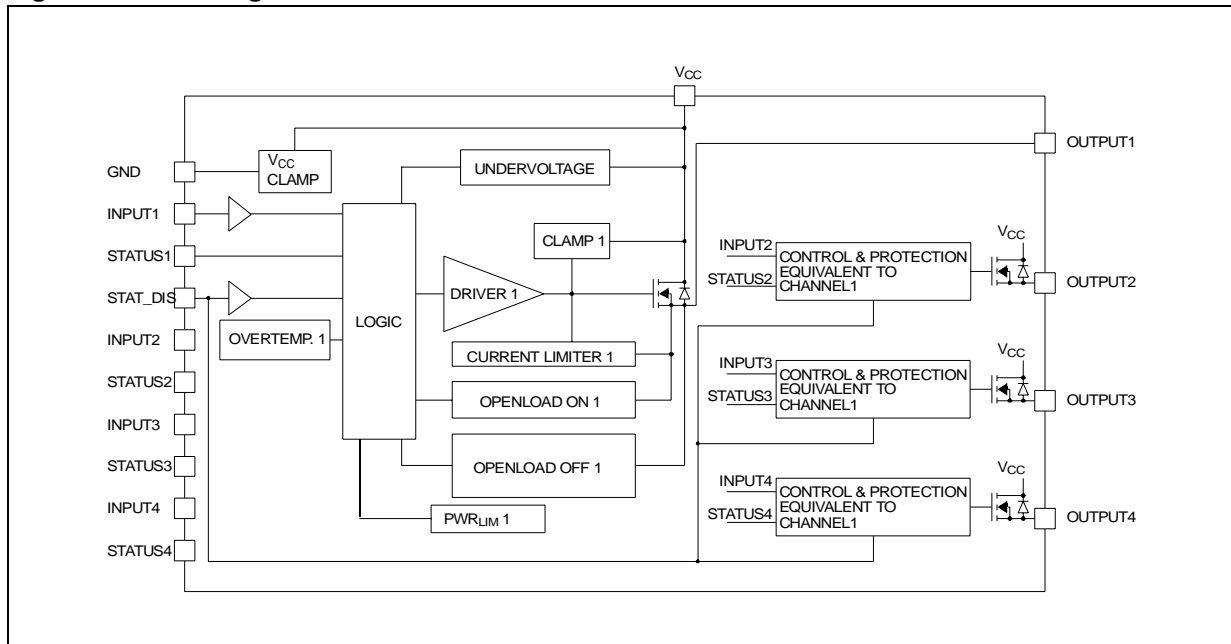 VCC
GND
VCC
CLAMP
UNDERVOLTAGE
OUTPUT1
INPUT1
CLAMP 1
STATUS1
INPUT2
STATUS2
CONTROL & PROTECTION
EQUIVALENT TO
CHANNEL1
VCC
OUTPUT2
STAT_DIS
DRIVER 1
LOGIC
OVERTEMP. 1
INPUT2
CURRENT LIMITER 1
STATUS2
OPENLOAD ON 1
INPUT3
STATUS3
CONTROL & PROTECTION
EQUIVALENT TO
CHANNEL1
VCC
OUTPUT3
INPUT3
STATUS3
OPENLOAD OFF 1
INPUT4
STATUS4
PWRLIM 1
INPUT4
STATUS4
CONTROL & PROTECTION
EQUIVALENT TO
CHANNEL1
VCC
OUTPUT4